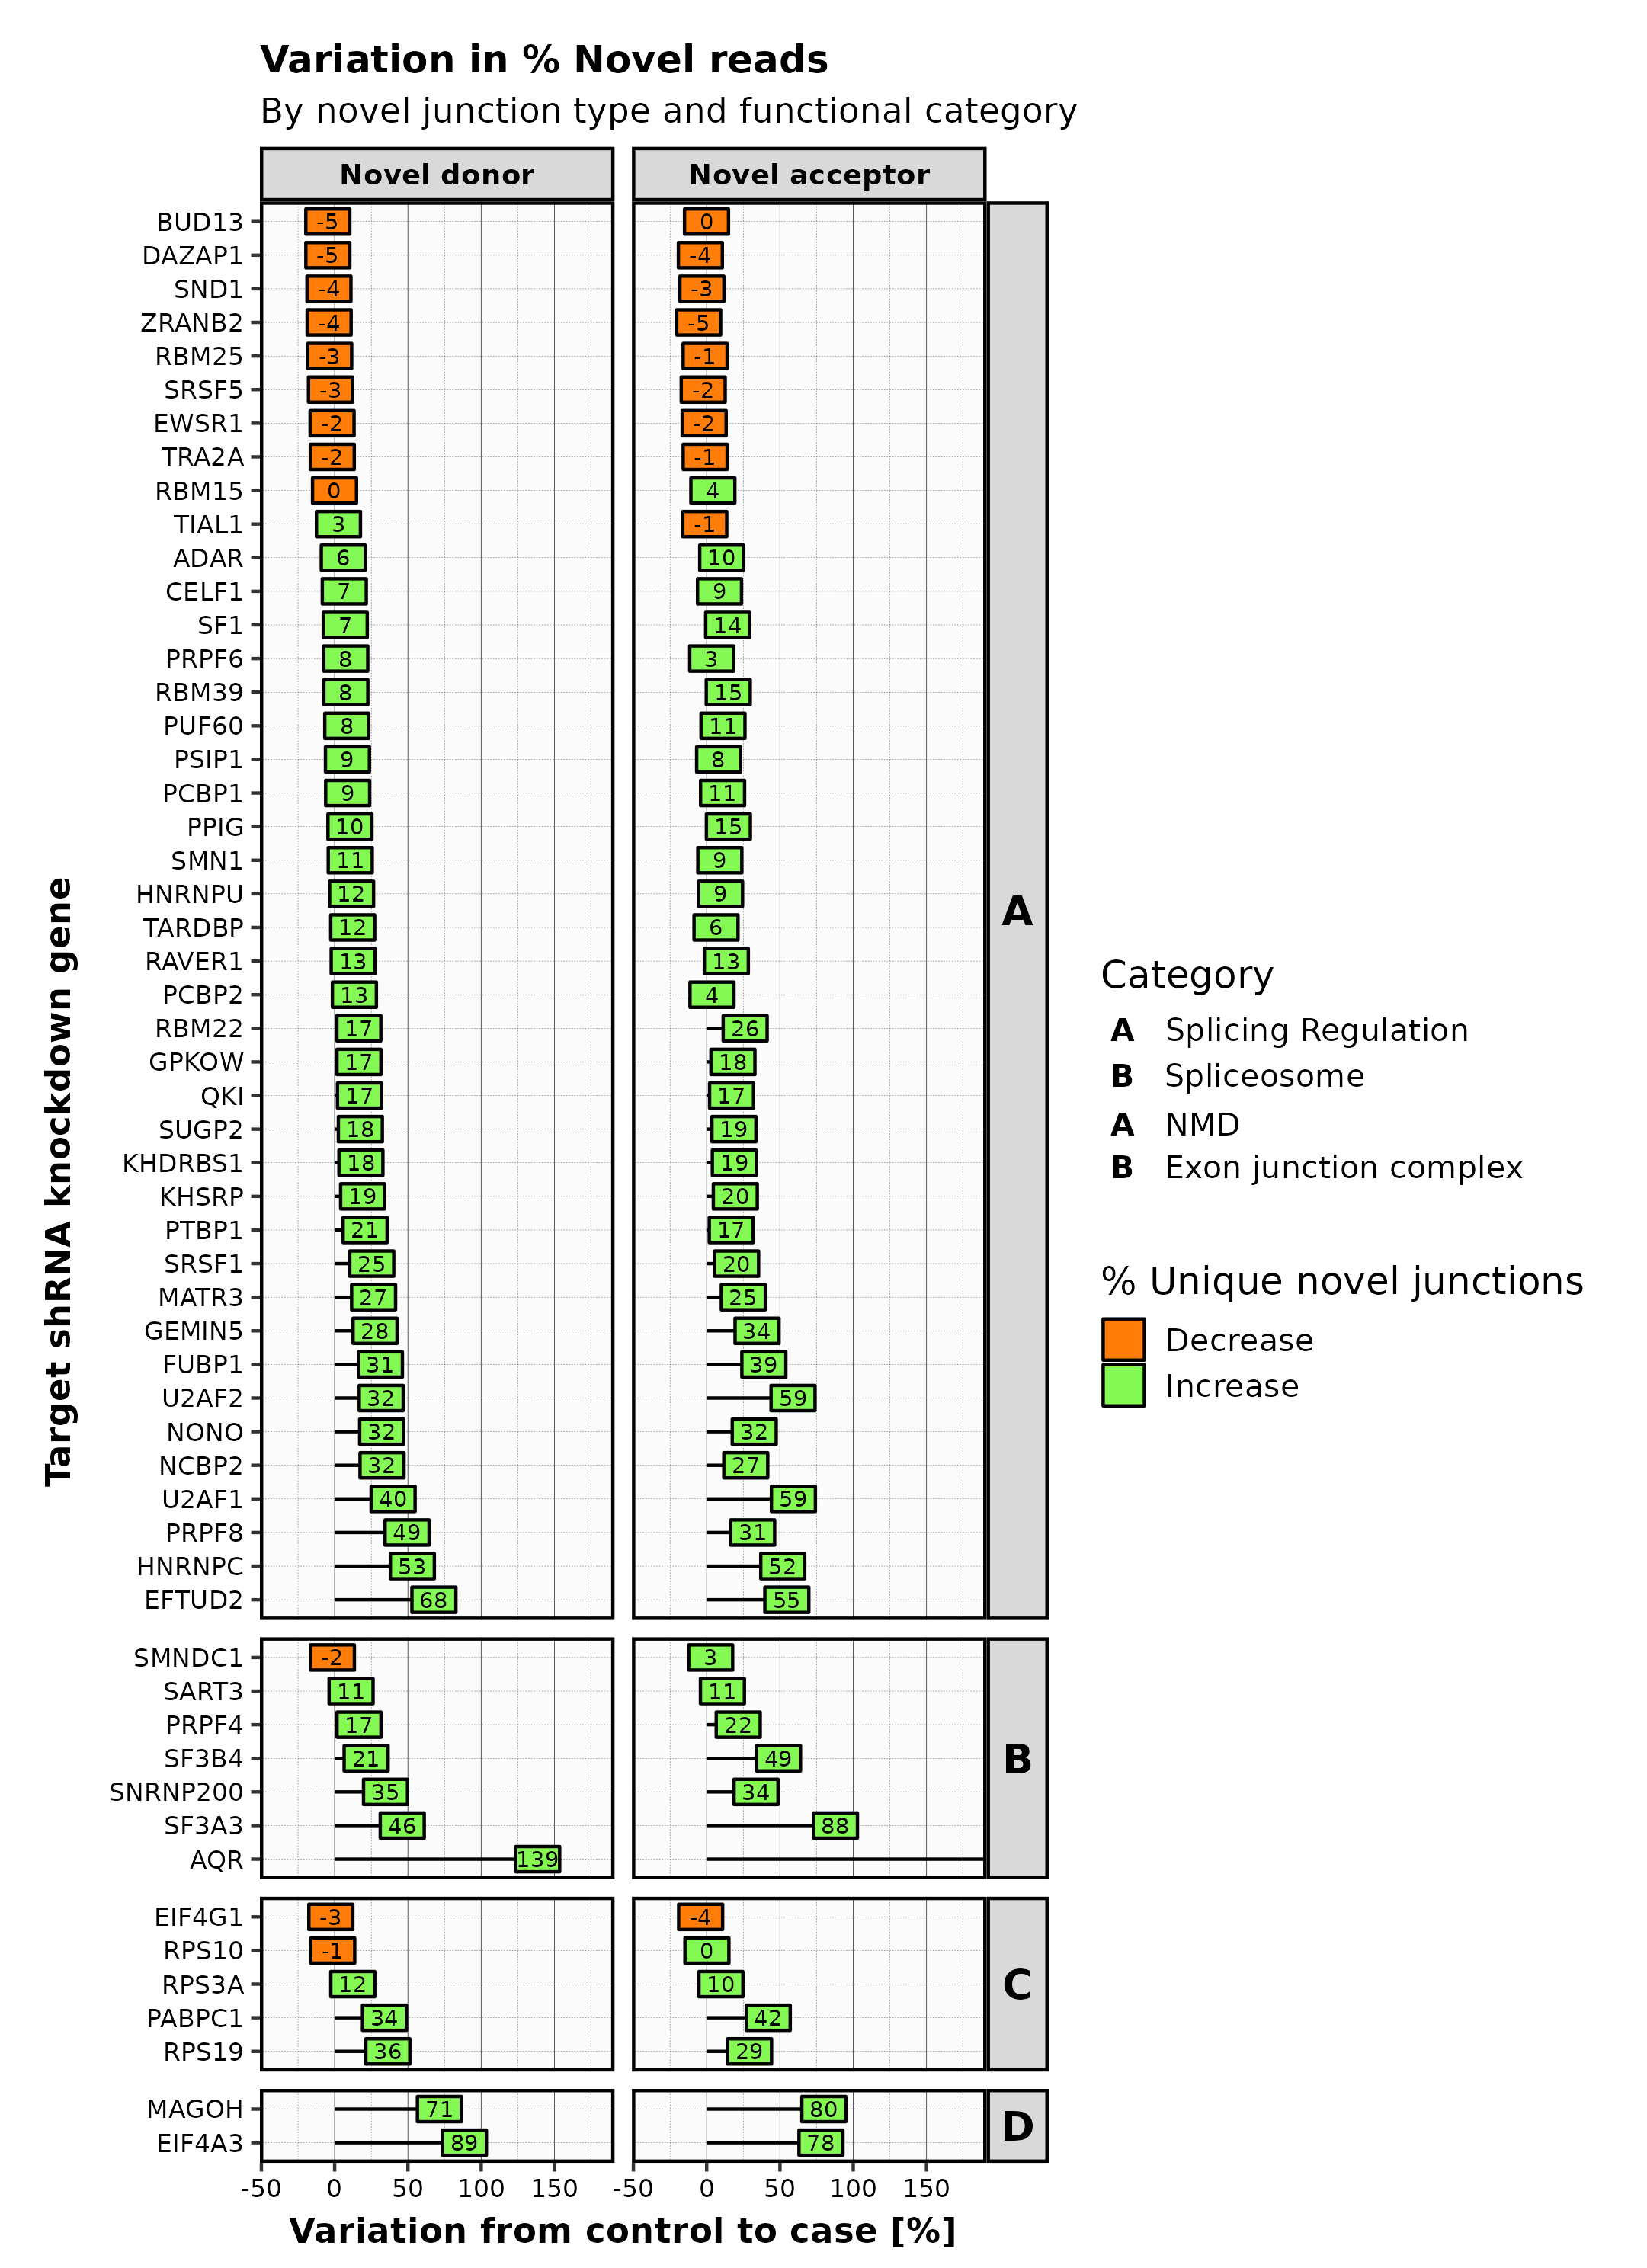 Variation in % Novel reads
By novel junction type and functional category
Novel donor Novel acceptor
BUD13 -5 0
DAZAP1 -5 -4
SND1 -4 -3
ZRANB2 -4 -5
RBM25 -3 -1
SRSF5 -3 -2
EWSR1 -2 -2
TRA2A -2 -1
RBM15 0 4
TIAL1 3 -1
ADAR 6 10
CELF1 7 9
SF1 7 14
PRPF6 8 3
RBM39 8 15
PUF60 8 11
PSIP1 9 8
PCBP1 9 11
PPIG 10 15
SMN1 11 9
HNRNPU 12 9
TARDBP 12 6
RAVER1 13 13
PCBP2 13 4
RBM22 17 26
GPKOW 17 18
QKI 17 17
SUGP2 18 19
KHDRBS1 18 19
KHSRP 19 20
PTBP1 21 17
SRSF1 25 20
MATR3 27 25
GEMIN5 28 34
FUBP1 31 39
U2AF2 32 59
NONO 32 32
NCBP2 32 27
U2AF1 40 59
PRPF8 49 31
HNRNPC 53 52
EFTUD2 68 55
A
SMNDC1 -2 3
SART3 11 11
PRPF4 17 22
SF3B4 21 49
SNRNP200 35 34
SF3A3 46 88
AQR 139
B
EIF4G1 -3 -4
RPS10 -1 0
RPS3A 12 10
PABPC1 34 42
RPS19 36 29
C
MAGOH 71 80
EIF4A3 89 78
D
-50 0 50 100 150 -50 0 50 100 150
Variation from control to case [%]
Target shRNA knockdown gene
Category
A Splicing Regulation
B Spliceosome
A NMD
B Exon junction complex
% Unique novel junctions
Decrease
Increase